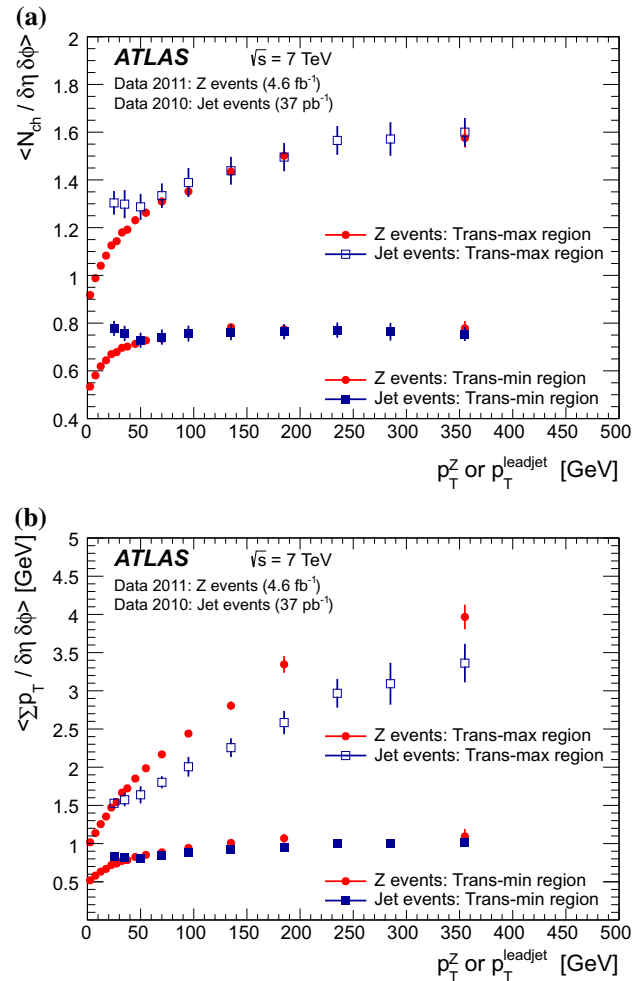 (a)
ATLAS √s = 7 TeV
Data 2011: Z events (4.6 fb⁻¹)
Data 2010: Jet events (37 pb⁻¹)
<N_ch / δη δφ>
2
1.8
1.6
1.4
1.2
1
0.8
0.6
0.4
Z events: Trans-max region
Jet events: Trans-max region
Z events: Trans-min region
Jet events: Trans-min region
0 50 100 150 200 250 300 350 400 450 500
p_T^Z or p_T^leadjet [GeV]
(b)
ATLAS √s = 7 TeV
Data 2011: Z events (4.6 fb⁻¹)
Data 2010: Jet events (37 pb⁻¹)
<Σp_T / δη δφ> [GeV]
5
4.5
4
3.5
3
2.5
2
1.5
1
0.5
Z events: Trans-max region
Jet events: Trans-max region
Z events: Trans-min region
Jet events: Trans-min region
0 50 100 150 200 250 300 350 400 450 500
p_T^Z or p_T^leadjet [GeV]